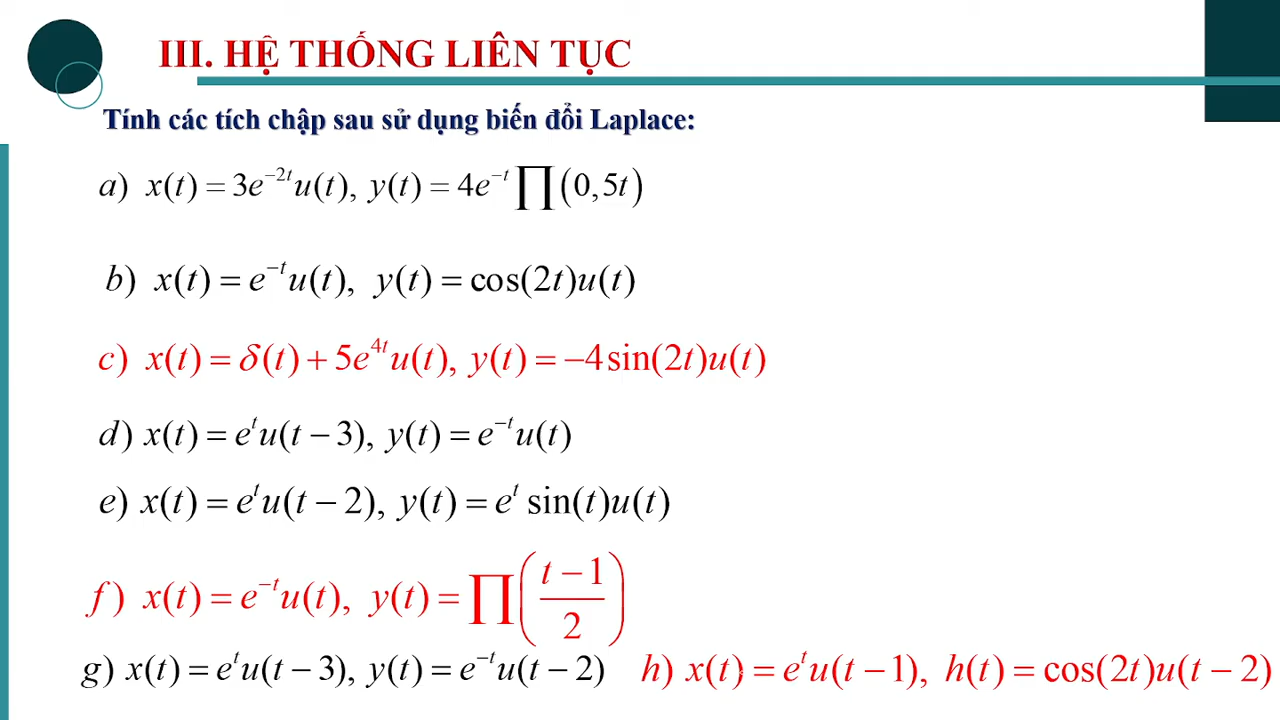 III. HỆ THỐNG LIÊN TỤC
Tính các tích chập sau sử dụng biến đổi Laplace:
a) x(t) = 3e^{−2t}u(t), y(t) = 4e^{−t}∏(0,5t)
b) x(t) = e^{−t}u(t), y(t) = cos(2t)u(t)
c) x(t) = δ(t) + 5e^{4t}u(t), y(t) = −4sin(2t)u(t)
d) x(t) = e^{t}u(t − 3), y(t) = e^{−t}u(t)
e) x(t) = e^{t}u(t − 2), y(t) = e^{t} sin(t)u(t)
f) x(t) = e^{−t}u(t), y(t) = ∏((t − 1)/2)
g) x(t) = e^{t}u(t − 3), y(t) = e^{−t}u(t − 2) h) x(t) = e^{t}u(t − 1), h(t) = cos(2t)u(t − 2)